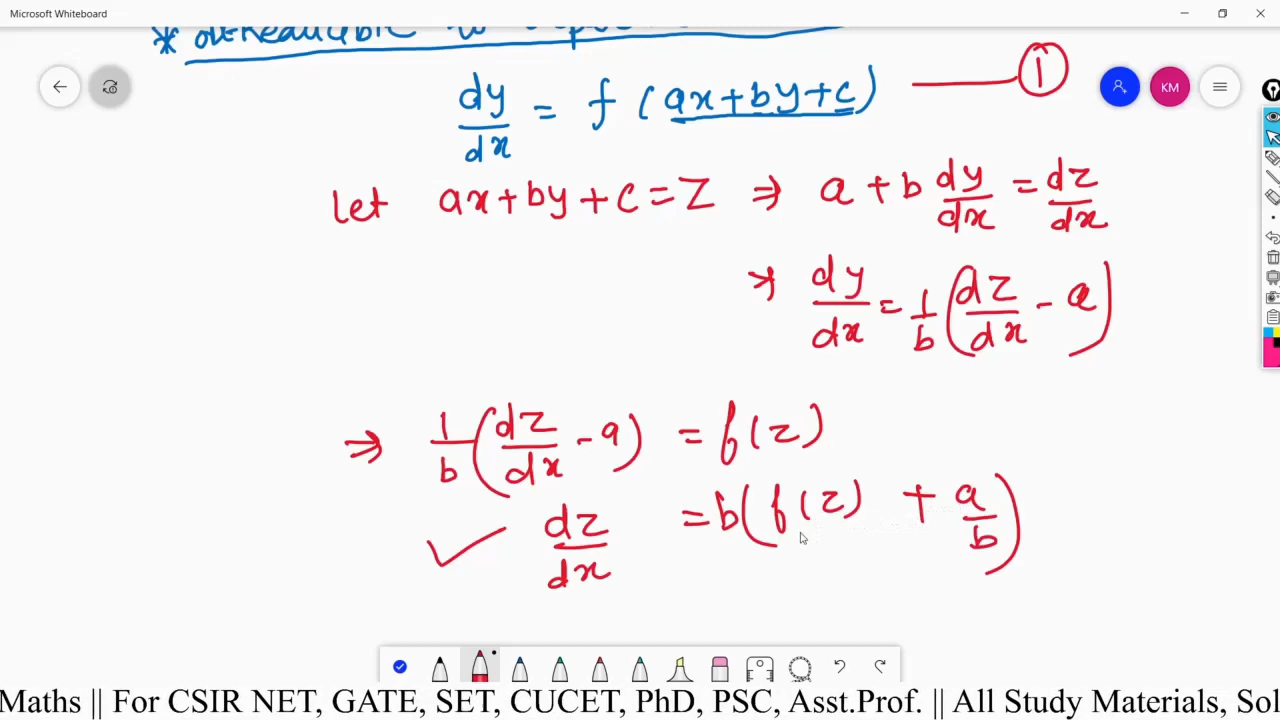 Microsoft Whiteboard
dy/dx = f (ax+by+c) —— ①
KM
let ax+by+c=Z ⇒ a + b dy/dx = dz/dx
⇒ dy/dx = 1/b (dz/dx - a)
⇒ 1/b (dz/dx - a) = f(z)
✓ dz/dx = b(f(z) + a/b)
Maths || For CSIR NET, GATE, SET, CUCET, PhD, PSC, Asst.Prof. || All Study Materials, Sol